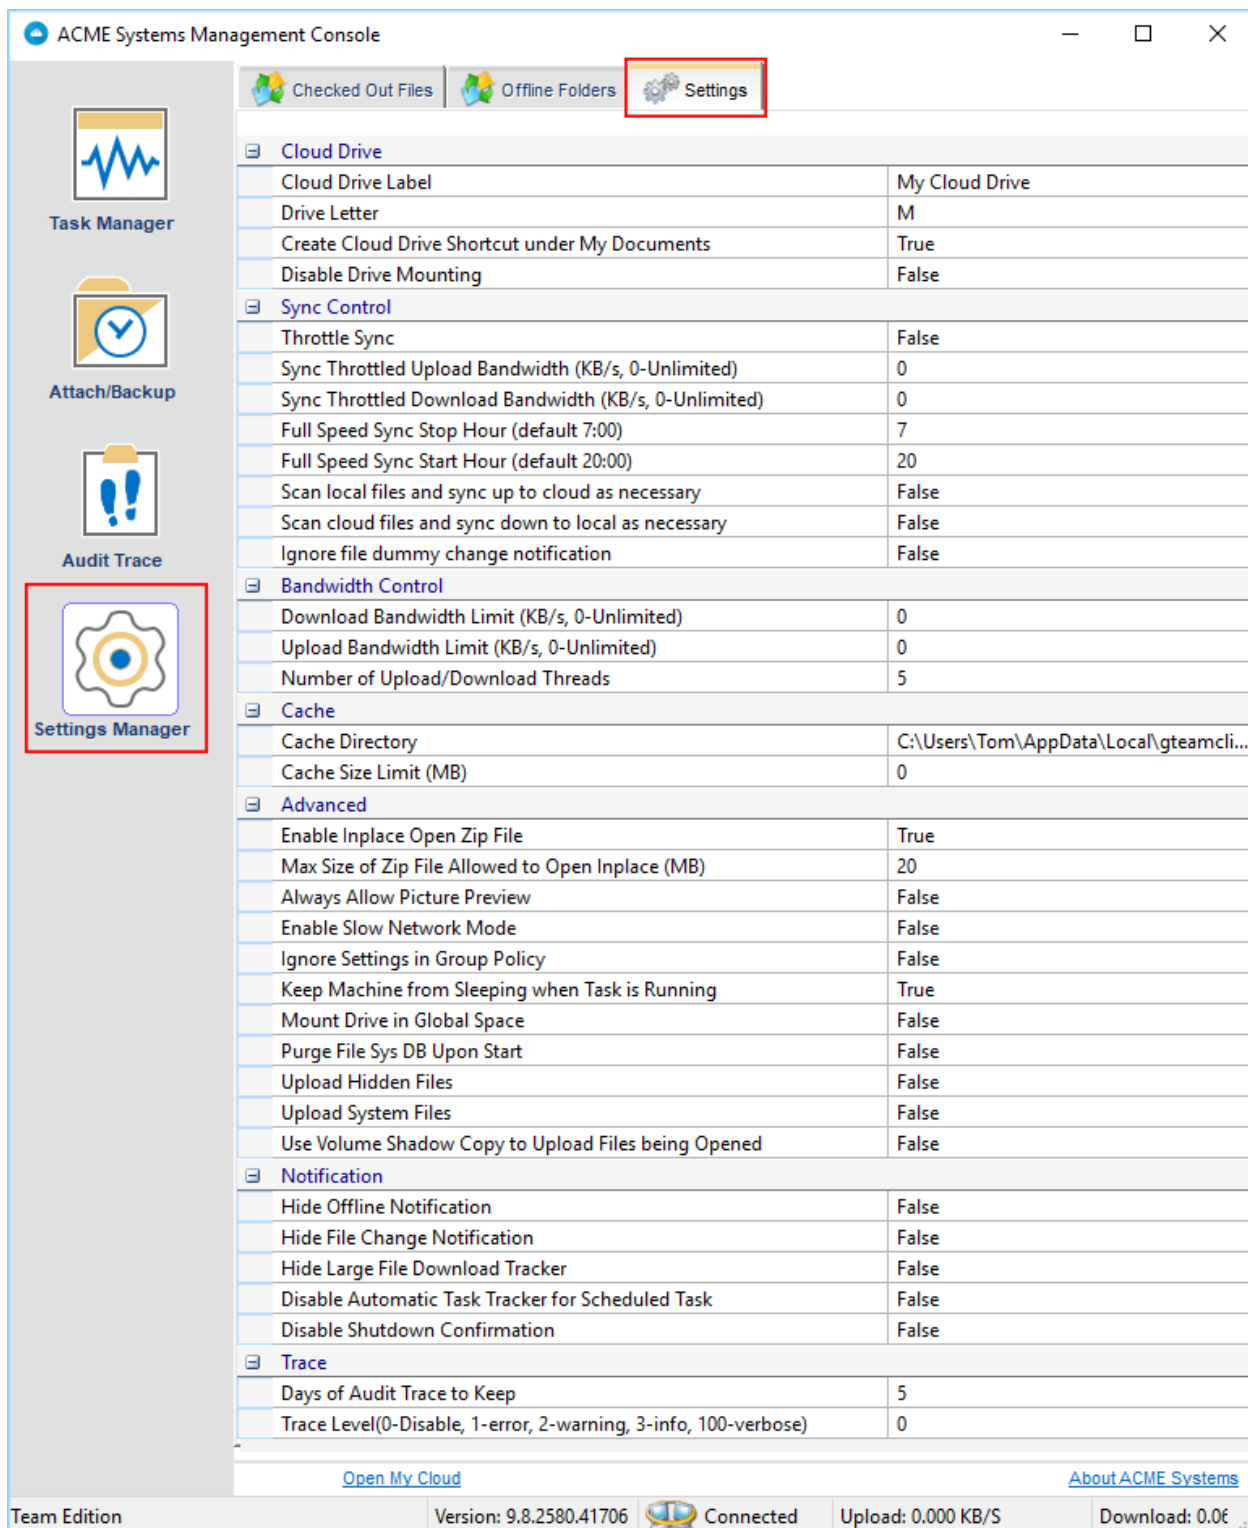 ACME Systems Management Console
Checked Out Files Offline Folders Settings
Task Manager
Attach/Backup
Audit Trace
Settings Manager
Cloud Drive
Cloud Drive Label My Cloud Drive
Drive Letter M
Create Cloud Drive Shortcut under My Documents True
Disable Drive Mounting False
Sync Control
Throttle Sync False
Sync Throttled Upload Bandwidth (KB/s, 0-Unlimited) 0
Sync Throttled Download Bandwidth (KB/s, 0-Unlimited) 0
Full Speed Sync Stop Hour (default 7:00) 7
Full Speed Sync Start Hour (default 20:00) 20
Scan local files and sync up to cloud as necessary False
Scan cloud files and sync down to local as necessary False
Ignore file dummy change notification False
Bandwidth Control
Download Bandwidth Limit (KB/s, 0-Unlimited) 0
Upload Bandwidth Limit (KB/s, 0-Unlimited) 0
Number of Upload/Download Threads 5
Cache
Cache Directory C:\Users\Tom\AppData\Local\gteamcli...
Cache Size Limit (MB) 0
Advanced
Enable Inplace Open Zip File True
Max Size of Zip File Allowed to Open Inplace (MB) 20
Always Allow Picture Preview False
Enable Slow Network Mode False
Ignore Settings in Group Policy False
Keep Machine from Sleeping when Task is Running True
Mount Drive in Global Space False
Purge File Sys DB Upon Start False
Upload Hidden Files False
Upload System Files False
Use Volume Shadow Copy to Upload Files being Opened False
Notification
Hide Offline Notification False
Hide File Change Notification False
Hide Large File Download Tracker False
Disable Automatic Task Tracker for Scheduled Task False
Disable Shutdown Confirmation False
Trace
Days of Audit Trace to Keep 5
Trace Level(0-Disable, 1-error, 2-warning, 3-info, 100-verbose) 0
Open My Cloud About ACME Systems
Team Edition Version: 9.8.2580.41706 Connected Upload: 0.000 KB/S Download: 0.06